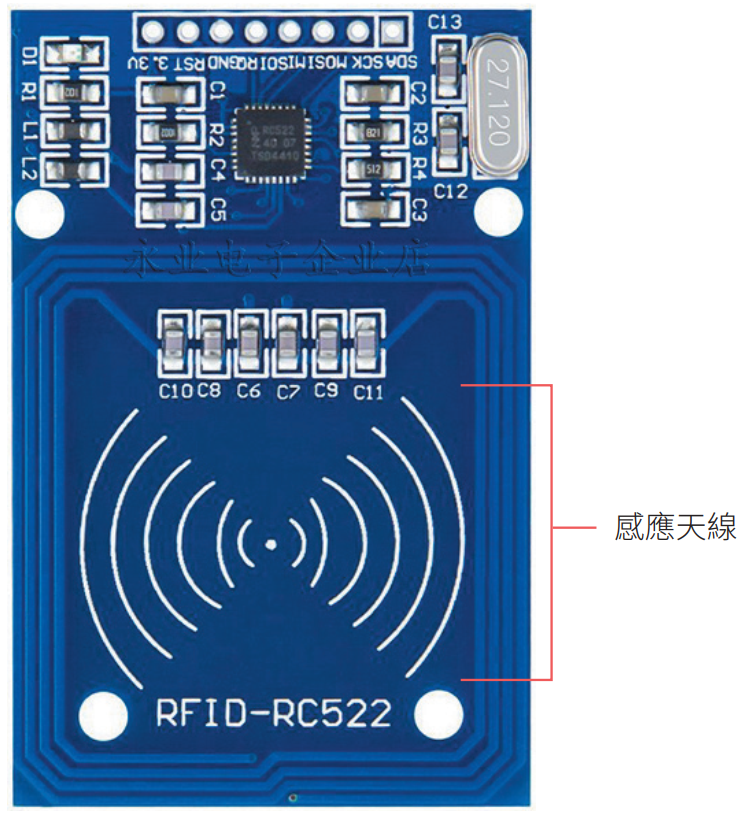 C13
SDA SCK MOSI MISO IRQ GND RST 3.3V
D1
R1
L1
L2
C1
R2
C4
C5
C2
R3
R4
C3
27.120
C12
RC522
永业电子企业店
C10 C8 C6 C7 C9 C11
感應天線
RFID-RC522